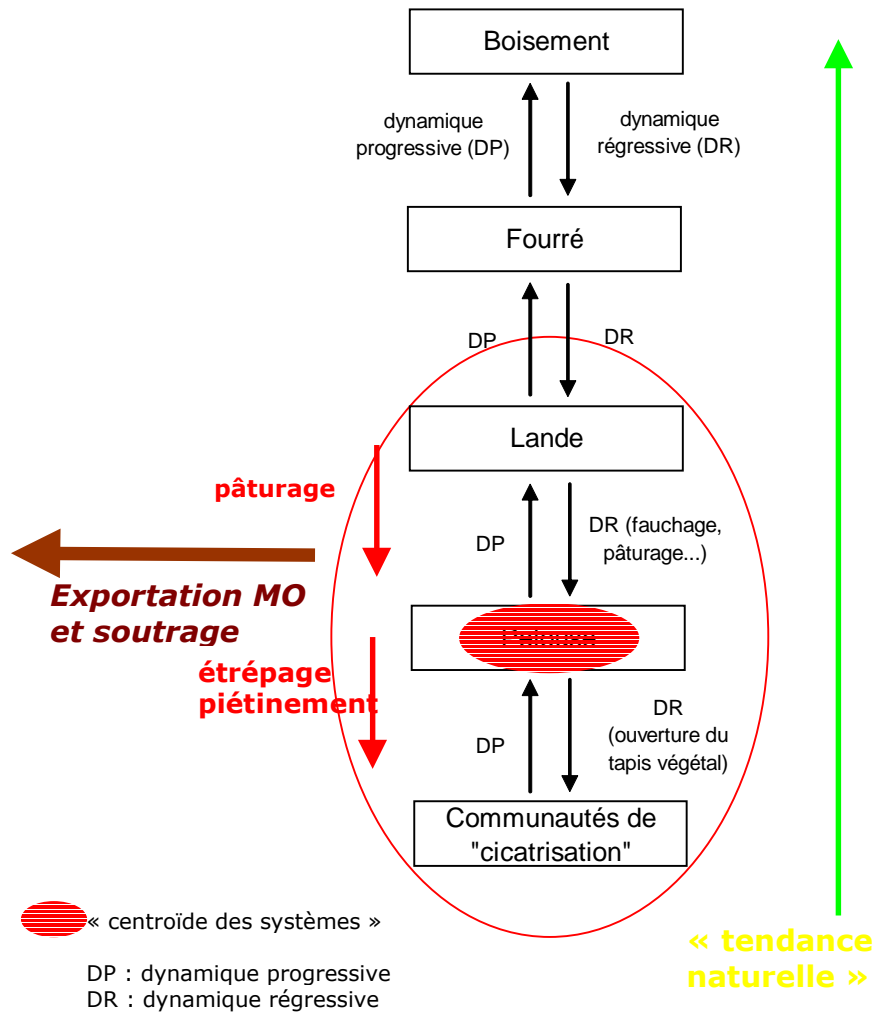 Boisement
dynamique
progressive (DP)
dynamique
régressive (DR)
Fourré
DP
DR
Lande
pâturage
DP
DR (fauchage,
pâturage...)
Exportation MO
et soutrage
étrépage
piétinement
DP
DR
(ouverture du
tapis végétal)
Communautés de
"cicatrisation"
« centroïde des systèmes »
« tendance
naturelle »
DP : dynamique progressive
DR : dynamique régressive